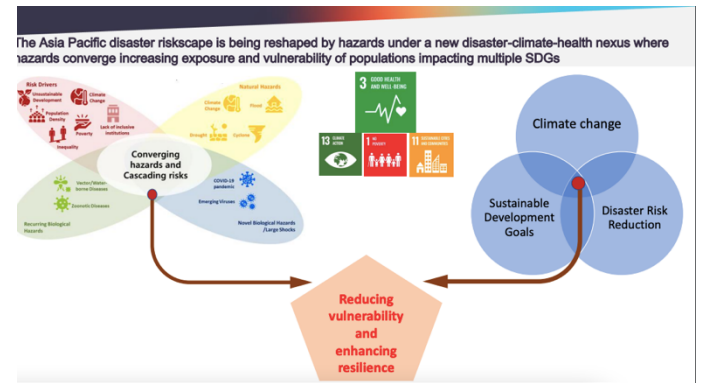 The Asia Pacific disaster riskscape is being reshaped by hazards under a new disaster-climate-health nexus where
hazards converge increasing exposure and vulnerability of populations impacting multiple SDGs
Risk Drivers
Unsustainable
Development
Climate
Change
Population
Density
Poverty
Lack of Inclusive
Institutions
Inequality
Natural Hazards
Climate
Change
Flood
Drought
Cyclone
Converging
hazards and
Cascading risks
Vector/Water-
borne Diseases
Zoonotic Diseases
Recurring Biological
Hazards
COVID-19
pandemic
Emerging Viruses
Novel Biological Hazards
/Large Shocks
3 GOOD HEALTH
AND WELL-BEING
13 CLIMATE
ACTION
1 NO
POVERTY
11 SUSTAINABLE CITIES
AND COMMUNITIES
Climate change
Sustainable
Development
Goals
Disaster Risk
Reduction
Reducing
vulnerability
and
enhancing
resilience